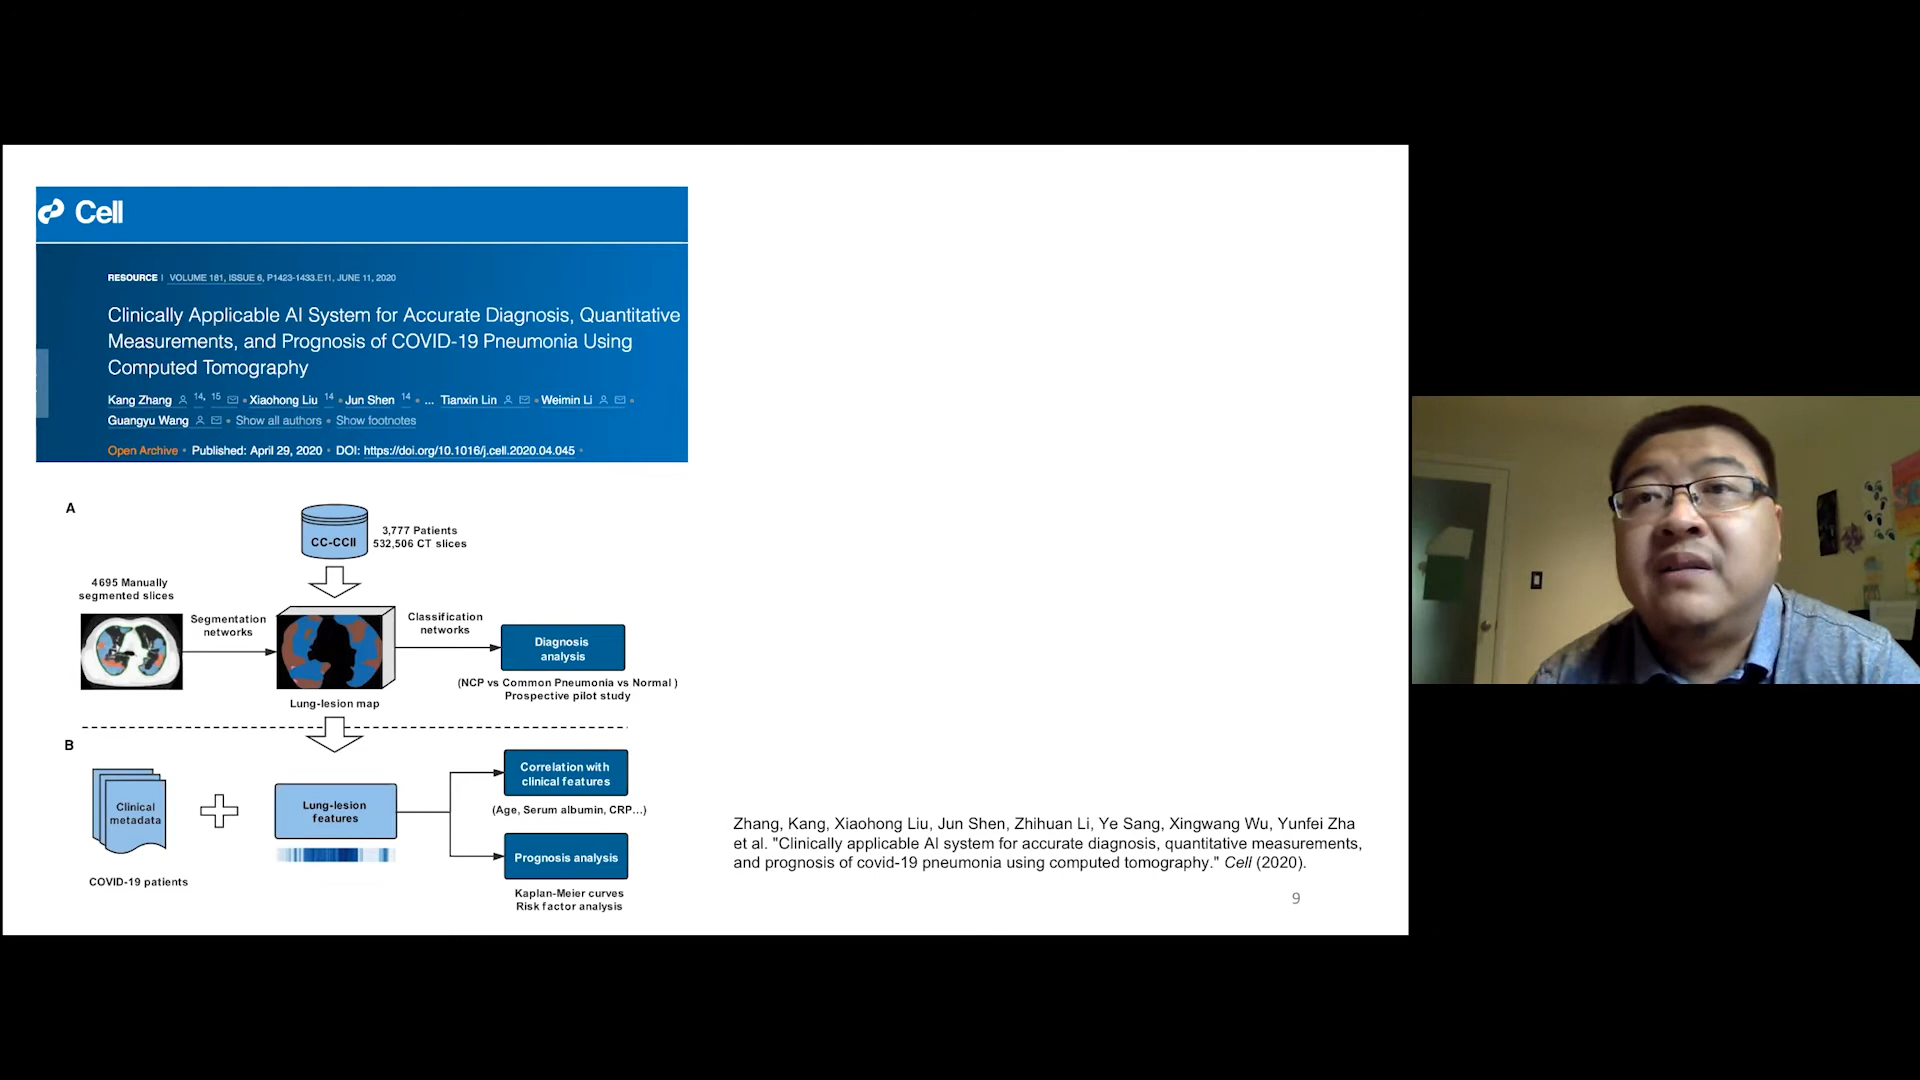 Cell
RESOURCE | VOLUME 181, ISSUE 6, P1423-1433.E11, JUNE 11, 2020
Clinically Applicable AI System for Accurate Diagnosis, Quantitative
Measurements, and Prognosis of COVID-19 Pneumonia Using
Computed Tomography
Kang Zhang 14, 15 • Xiaohong Liu 14 • Jun Shen 14 • ... Tianxin Lin • Weimin Li •
Guangyu Wang • Show all authors • Show footnotes
Open Archive • Published: April 29, 2020 • DOI: https://doi.org/10.1016/j.cell.2020.04.045 •
A
CC-CCII
3,777 Patients
532,506 CT slices
4695 Manually
segmented slices
Segmentation
networks
Classification
networks
Diagnosis
analysis
(NCP vs Common Pneumonia vs Normal )
Prospective pilot study
Lung-lesion map
B
Clinical
metadata
COVID-19 patients
Lung-lesion
features
Correlation with
clinical features
(Age, Serum albumin, CRP...)
Prognosis analysis
Kaplan-Meier curves
Risk factor analysis
Zhang, Kang, Xiaohong Liu, Jun Shen, Zhihuan Li, Ye Sang, Xingwang Wu, Yunfei Zha
et al. "Clinically applicable AI system for accurate diagnosis, quantitative measurements,
and prognosis of covid-19 pneumonia using computed tomography." Cell (2020).
9